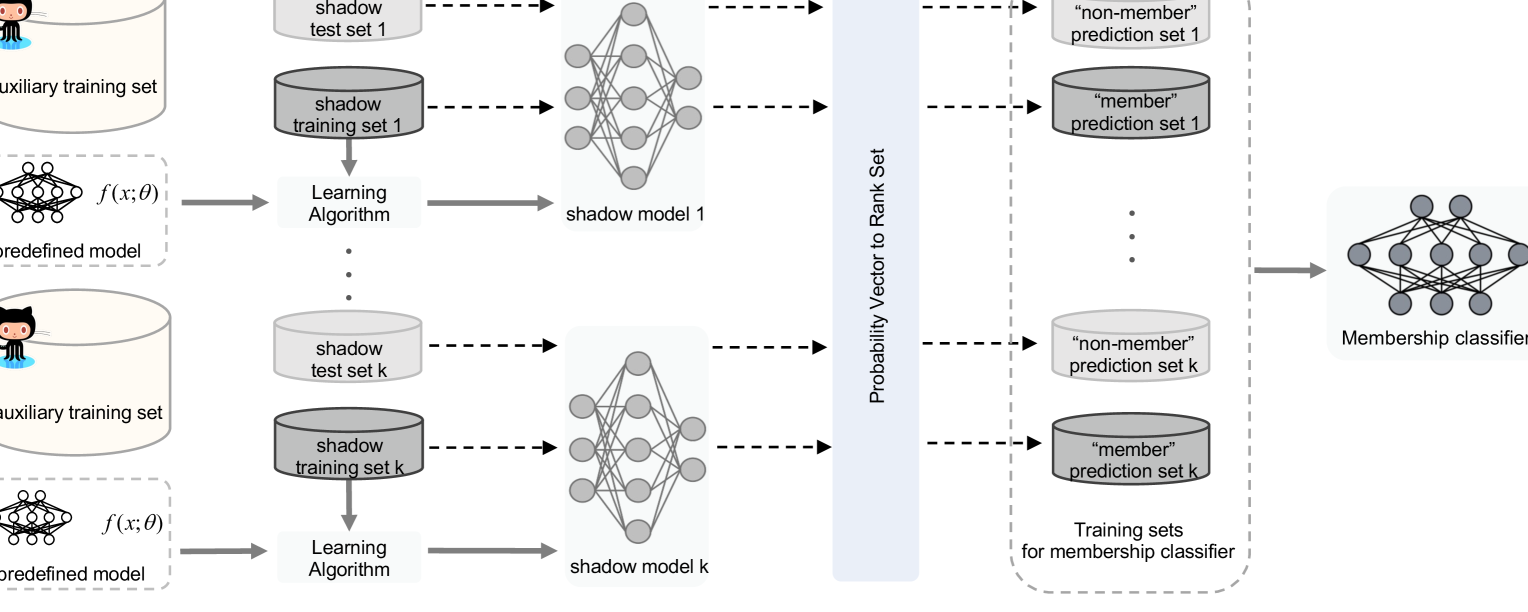 shadow
test set 1
"non-member"
prediction set 1
uxiliary training set
shadow
training set 1
"member"
prediction set 1
f(x;θ)
predefined model
Learning
Algorithm
shadow model 1
Probability Vector to Rank Set
Membership classifier
auxiliary training set
shadow
test set k
"non-member"
prediction set k
shadow
training set k
"member"
prediction set k
f(x;θ)
predefined model
Learning
Algorithm
shadow model k
Training sets
for membership classifier